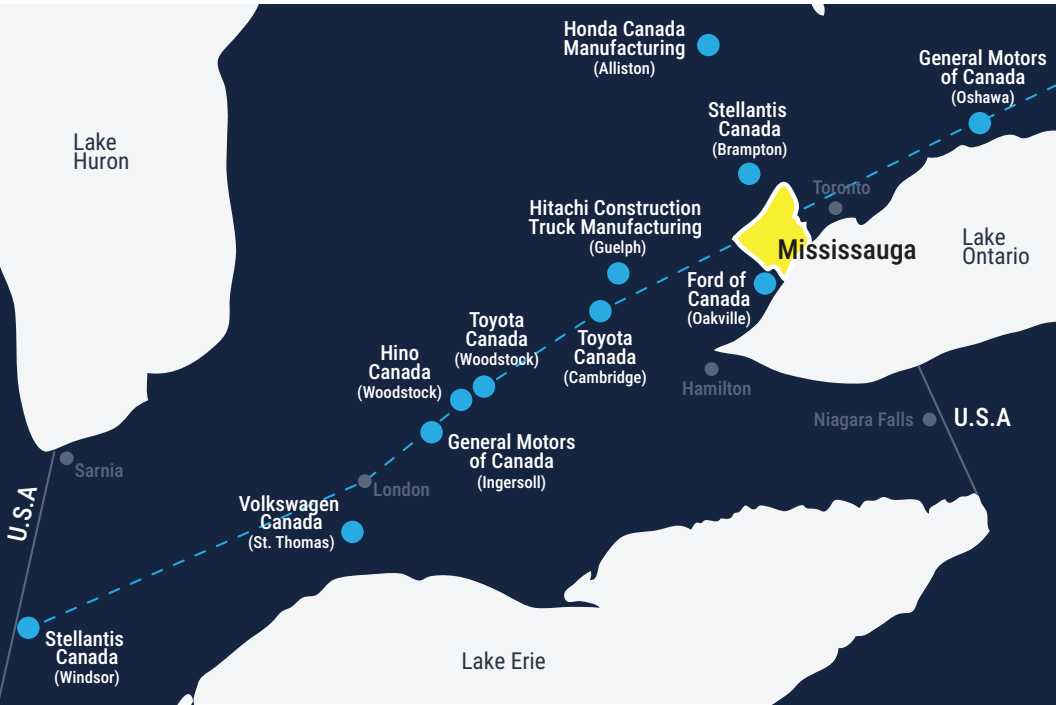 Honda Canada
Manufacturing
(Alliston)
General Motors
of Canada
(Oshawa)
Stellantis
Canada
(Brampton)
Lake
Huron
Toronto
Hitachi Construction
Truck Manufacturing
(Guelph)
Mississauga
Lake
Ontario
Ford of
Canada
(Oakville)
Toyota
Canada
(Woodstock)
Toyota
Canada
(Cambridge)
Hino
Canada
(Woodstock)
Hamilton
Niagara Falls
U.S.A
General Motors
of Canada
(Ingersoll)
Sarnia
London
U.S.A
Volkswagen
Canada
(St. Thomas)
Stellantis
Canada
(Windsor)
Lake Erie